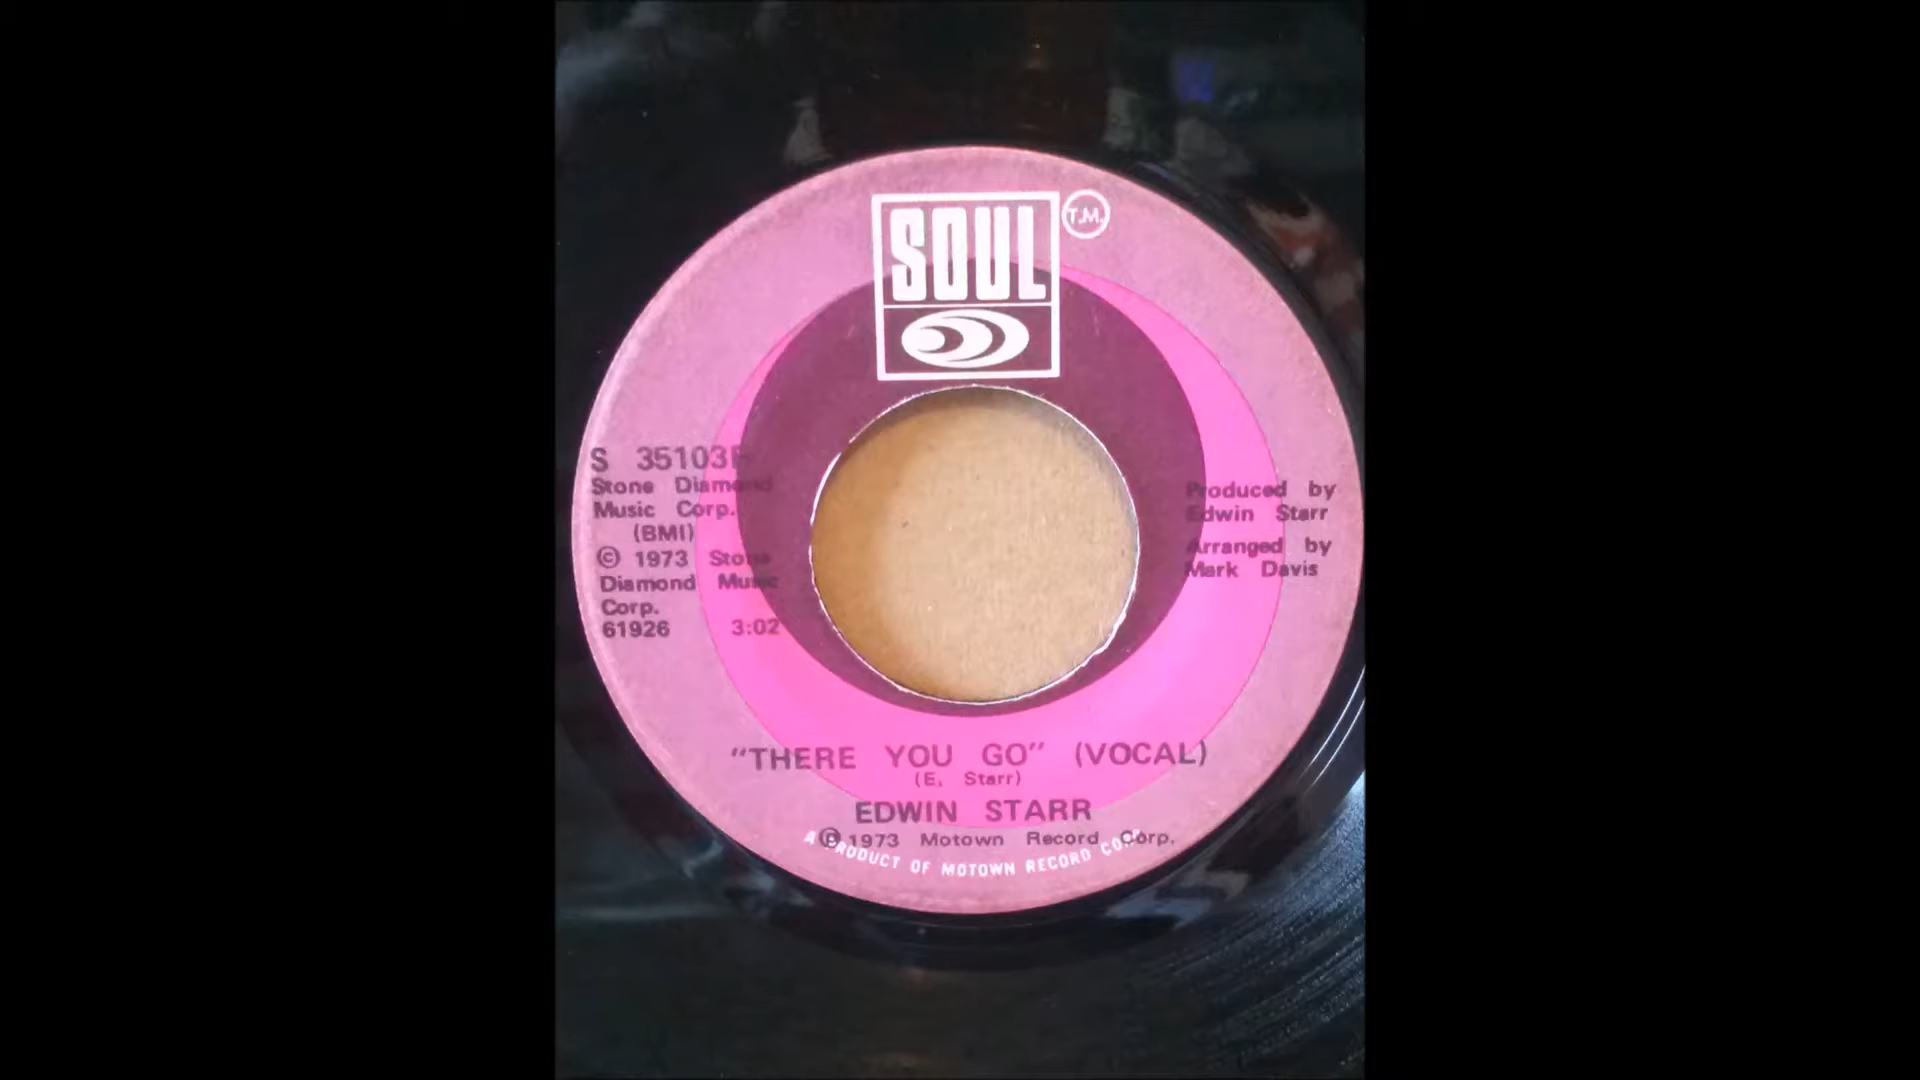 SOUL
T.M.
S 35103F
Stone Diamond
Music Corp.
(BMI)
© 1973 Stone
Diamond Music
Corp.
61926 3:02
Produced by
Edwin Starr
Arranged by
Mark Davis
"THERE YOU GO" (VOCAL)
(E. Starr)
EDWIN STARR
℗ 1973 Motown Record Corp.
A PRODUCT OF MOTOWN RECORD CORP.